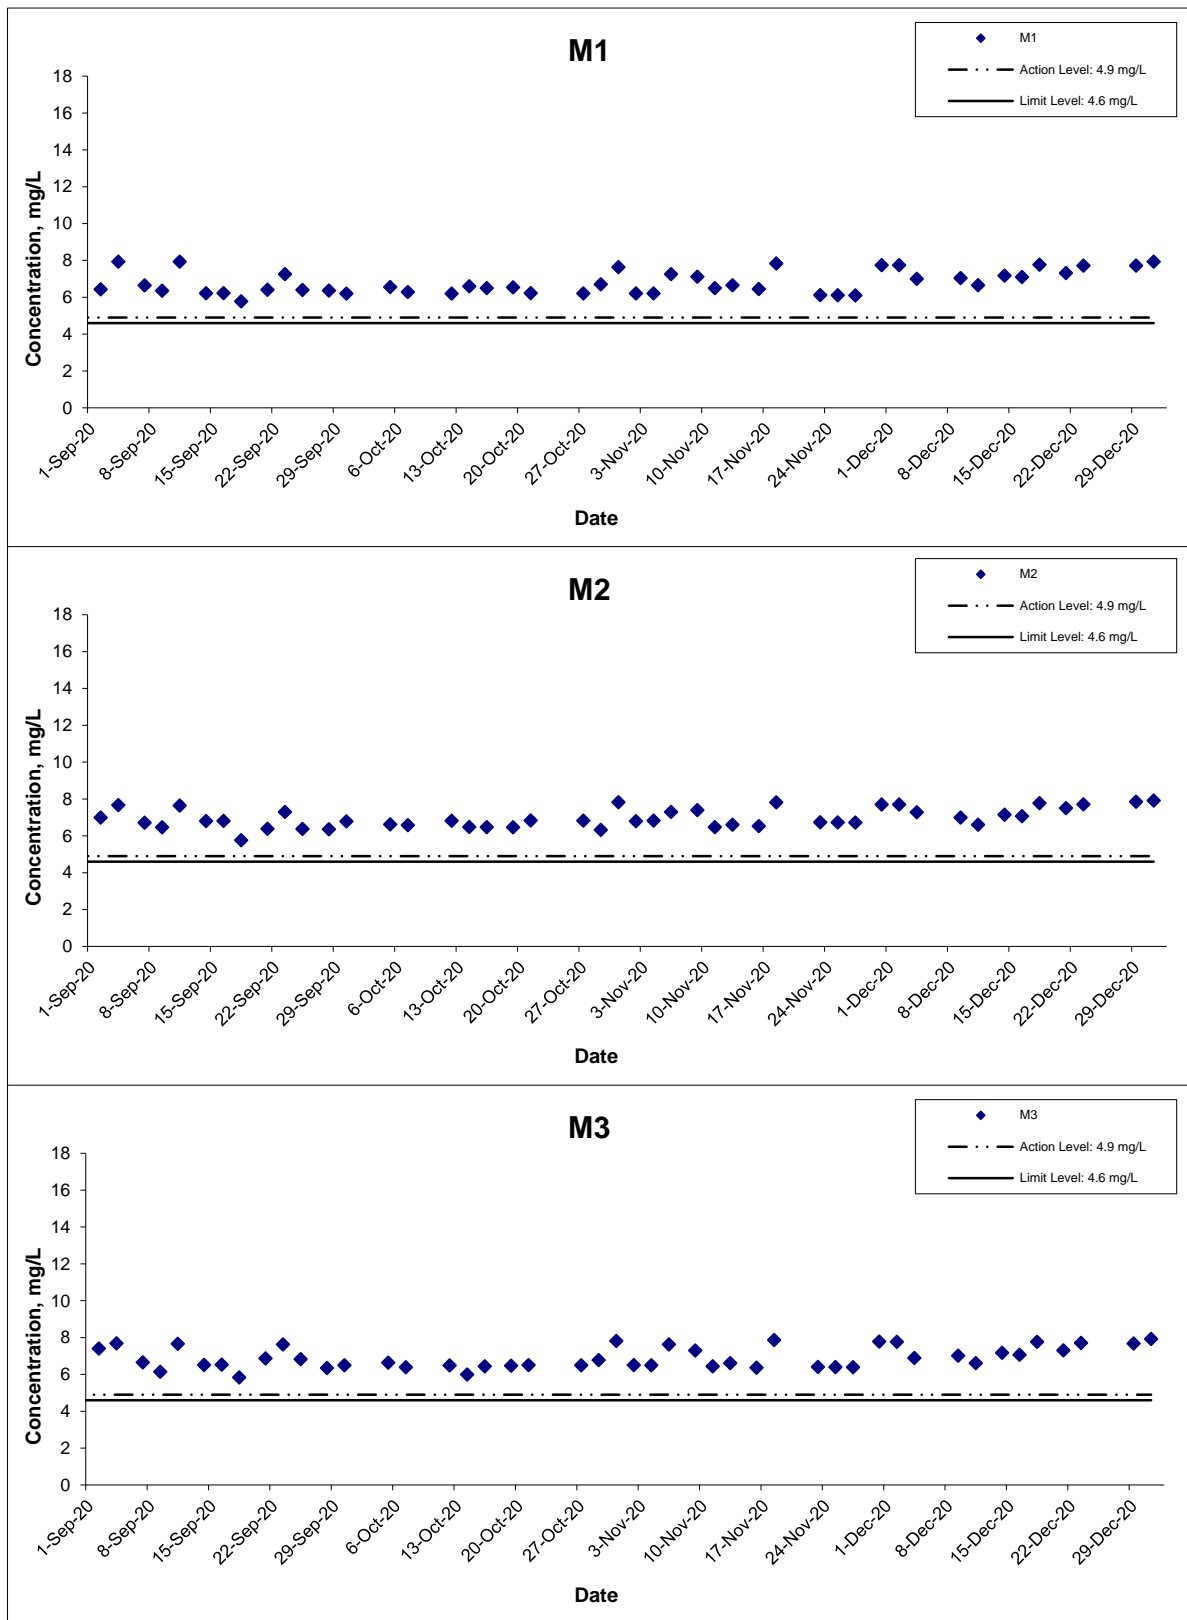 M1
M1
Action Level: 4.9 mg/L
Limit Level: 4.6 mg/L
Concentration, mg/L
18
16
14
12
10
8
6
4
2
0
1-Sep-20
8-Sep-20
15-Sep-20
22-Sep-20
29-Sep-20
6-Oct-20
13-Oct-20
20-Oct-20
27-Oct-20
3-Nov-20
10-Nov-20
17-Nov-20
24-Nov-20
1-Dec-20
8-Dec-20
15-Dec-20
22-Dec-20
29-Dec-20
Date
M2
M2
Action Level: 4.9 mg/L
Limit Level: 4.6 mg/L
Concentration, mg/L
18
16
14
12
10
8
6
4
2
0
1-Sep-20
8-Sep-20
15-Sep-20
22-Sep-20
29-Sep-20
6-Oct-20
13-Oct-20
20-Oct-20
27-Oct-20
3-Nov-20
10-Nov-20
17-Nov-20
24-Nov-20
1-Dec-20
8-Dec-20
15-Dec-20
22-Dec-20
29-Dec-20
Date
M3
M3
Action Level: 4.9 mg/L
Limit Level: 4.6 mg/L
Concentration, mg/L
18
16
14
12
10
8
6
4
2
0
1-Sep-20
8-Sep-20
15-Sep-20
22-Sep-20
29-Sep-20
6-Oct-20
13-Oct-20
20-Oct-20
27-Oct-20
3-Nov-20
10-Nov-20
17-Nov-20
24-Nov-20
1-Dec-20
8-Dec-20
15-Dec-20
22-Dec-20
29-Dec-20
Date